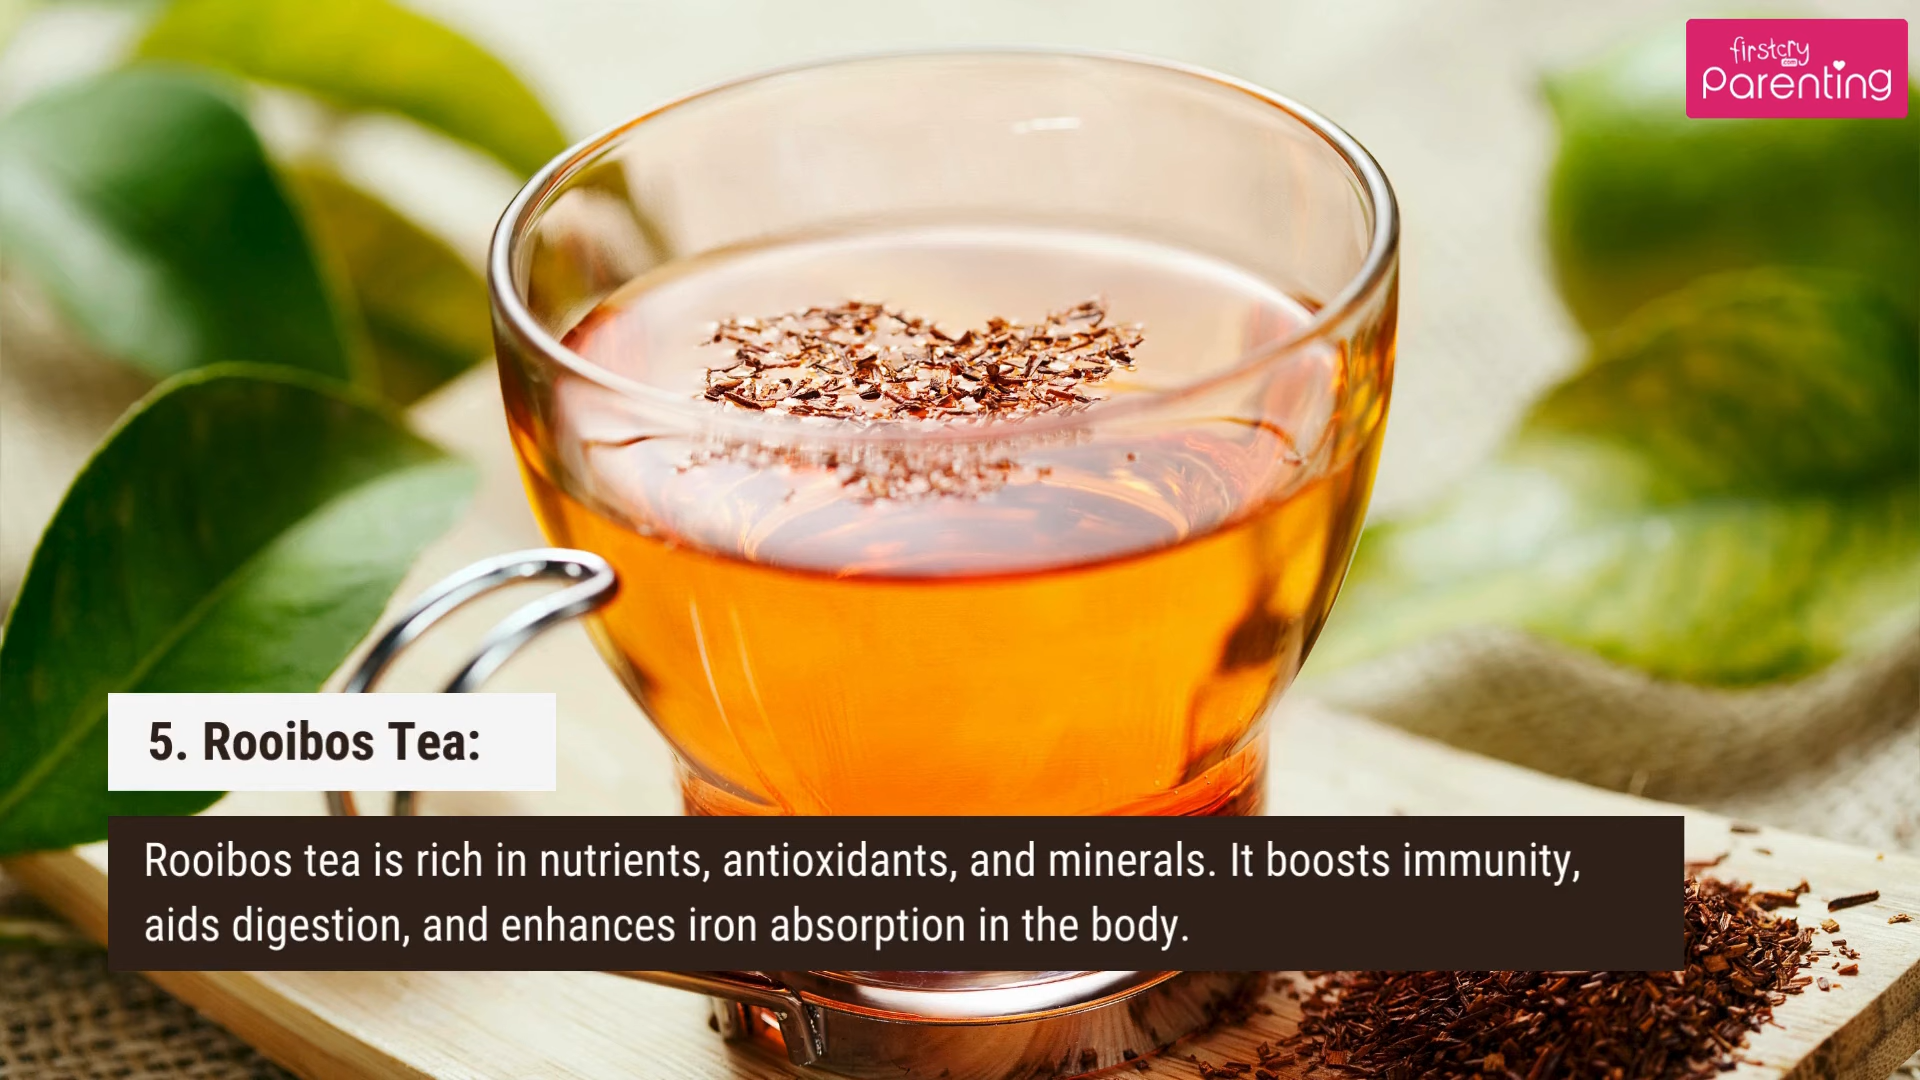 firstcry
.com
Parenting
5. Rooibos Tea:
Rooibos tea is rich in nutrients, antioxidants, and minerals. It boosts immunity,
aids digestion, and enhances iron absorption in the body.